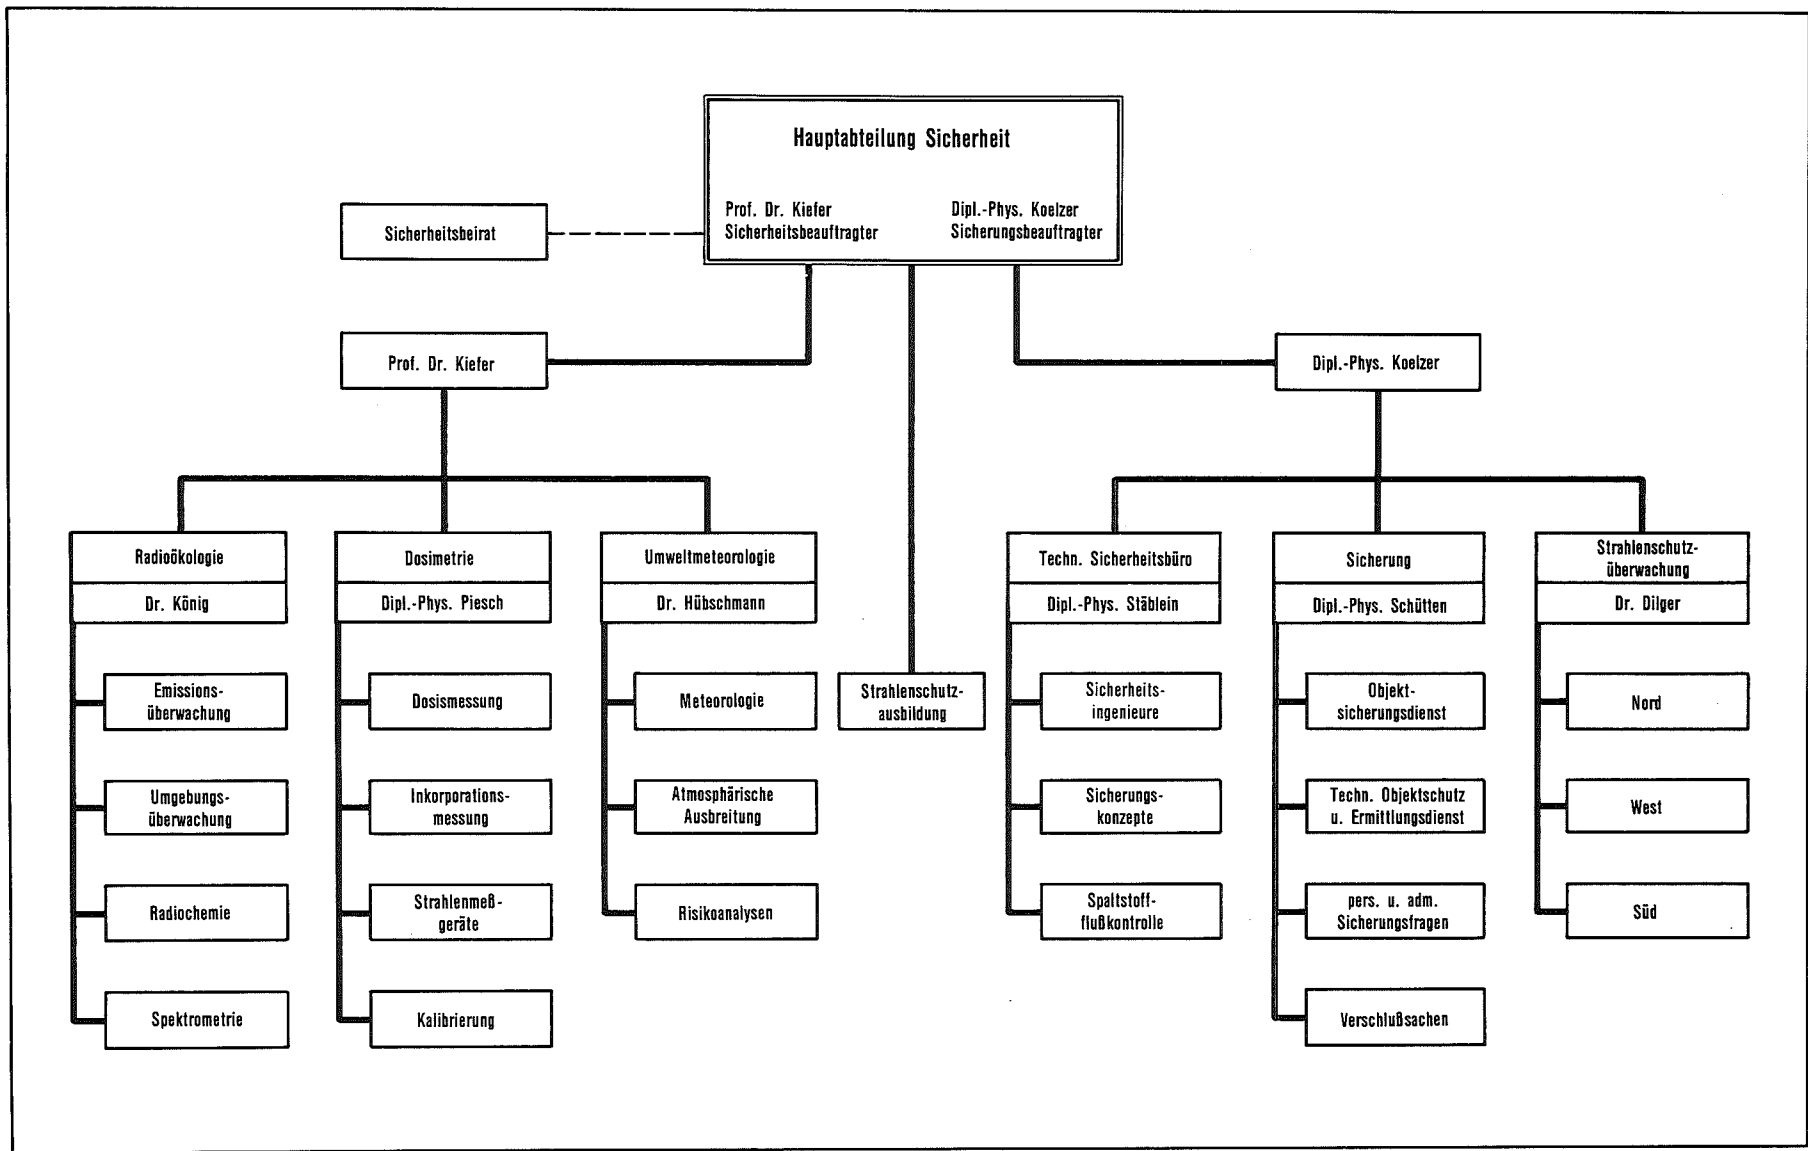 Hauptabteilung Sicherheit
Prof. Dr. Kiefer
Sicherheitsbeauftragter
Dipl.-Phys. Koelzer
Sicherungsbeauftragter
Sicherheitsbeirat
Prof. Dr. Kiefer
Dipl.-Phys. Koelzer
Radioökologie
Dr. König
Emissions-
überwachung
Umgebungs-
überwachung
Radiochemie
Spektrometrie
Dosimetrie
Dipl.-Phys. Piesch
Dosismessung
Inkorporations-
messung
Strahlenmeß-
geräte
Kalibrierung
Umweltmeteorologie
Dr. Hübschmann
Meteorologie
Atmosphärische
Ausbreitung
Risikoanalysen
Strahlenschutz-
ausbildung
Techn. Sicherheitsbüro
Dipl.-Phys. Stäblein
Sicherheits-
ingenieure
Sicherungs-
konzepte
Spaltstoff-
flußkontrolle
Sicherung
Dipl.-Phys. Schütten
Objekt-
sicherungsdienst
Techn. Objektschutz
u. Ermittlungsdienst
pers. u. adm.
Sicherungsfragen
Verschlußsachen
Strahlenschutz-
überwachung
Dr. Dilger
Nord
West
Süd